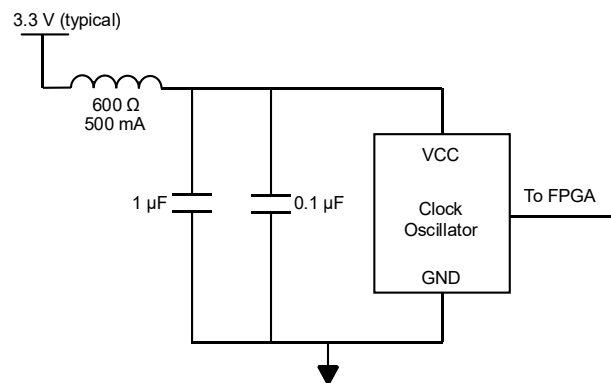 3.3 V (typical)
600 Ω
500 mA
1 µF
0.1 µF
VCC
Clock
Oscillator
GND
To FPGA